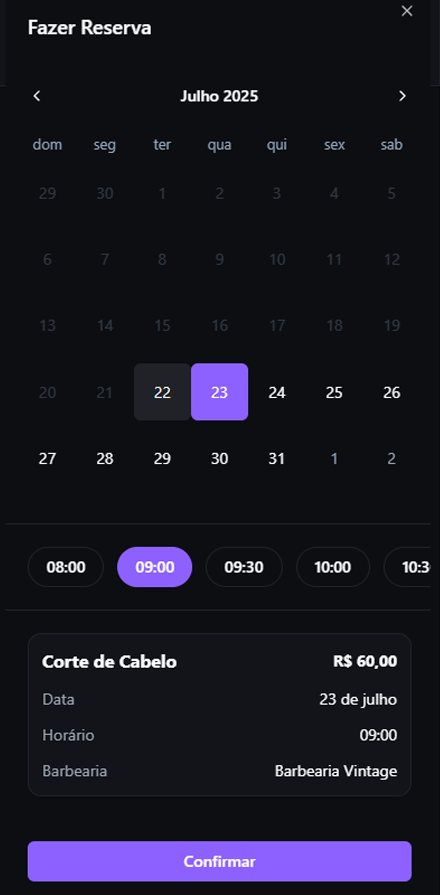 Fazer Reserva
Julho 2025
dom seg ter qua qui sex sab
29 30 1 2 3 4 5
6 7 8 9 10 11 12
13 14 15 16 17 18 19
20 21 22 23 24 25 26
27 28 29 30 31 1 2
08:00 09:00 09:30 10:00
Corte de Cabelo R$ 60,00
Data 23 de julho
Horário 09:00
Barbearia Barbearia Vintage
Confirmar